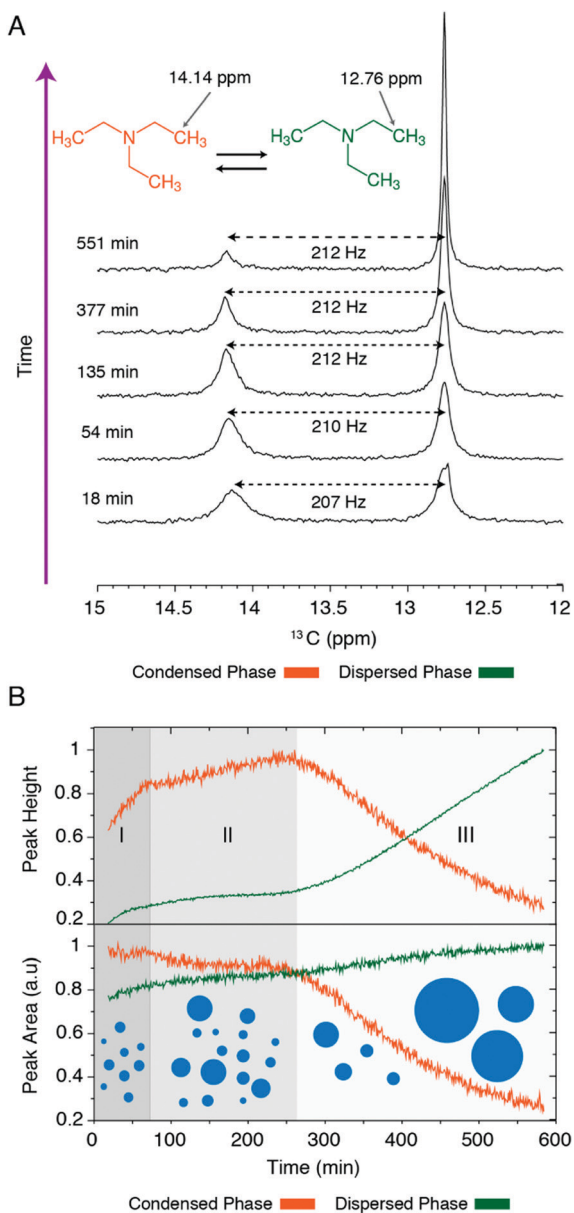 A
14.14 ppm
12.76 ppm
H₃C N CH₃
CH₃
H₃C N CH₃
CH₃
551 min
212 Hz
377 min
212 Hz
135 min
212 Hz
54 min
210 Hz
18 min
207 Hz
Time
15 14.5 14 13.5 13 12.5 12
¹³C (ppm)
Condensed Phase Dispersed Phase
B
Peak Height
1
0.8
0.6
0.4
0.2
I II III
Peak Area (a.u)
1
0.8
0.6
0.4
0.2
0 100 200 300 400 500 600
Time (min)
Condensed Phase Dispersed Phase